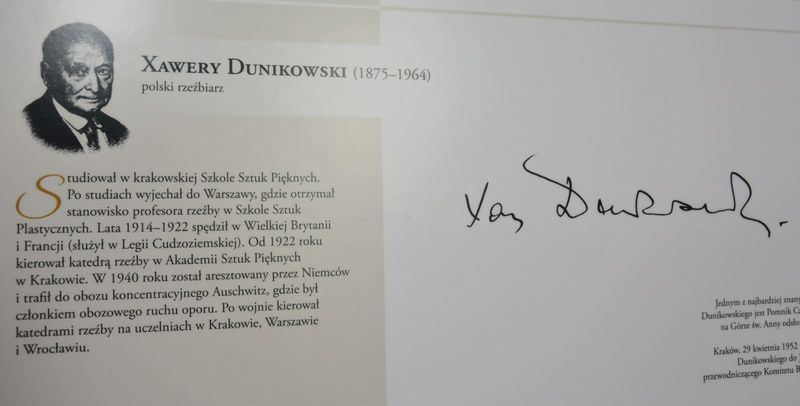 XAWERY DUNIKOWSKI (1875–1964)
polski rzeźbiarz
Studiował w krakowskiej Szkole Sztuk Pięknych.
Po studiach wyjechał do Warszawy, gdzie otrzymał
stanowisko profesora rzeźby w Szkole Sztuk
Plastycznych. Lata 1914–1922 spędził w Wielkiej Brytanii
i Francji (służył w Legii Cudzoziemskiej). Od 1922 roku
kierował katedrą rzeźby w Akademii Sztuk Pięknych
w Krakowie. W 1940 roku został aresztowany przez Niemców
i trafił do obozu koncentracyjnego Auschwitz, gdzie był
członkiem obozowego ruchu oporu. Po wojnie kierował
katedrami rzeźby na uczelniach w Krakowie, Warszawie
i Wrocławiu.
Xaw Dunikowski.
Jednym z najbardziej znany
Dunikowskiego jest Pomnik
na Górze św. Anny odsło
Kraków, 29 kwietnia 1952
Dunikowskiego do
przewodniczącego Komitetu